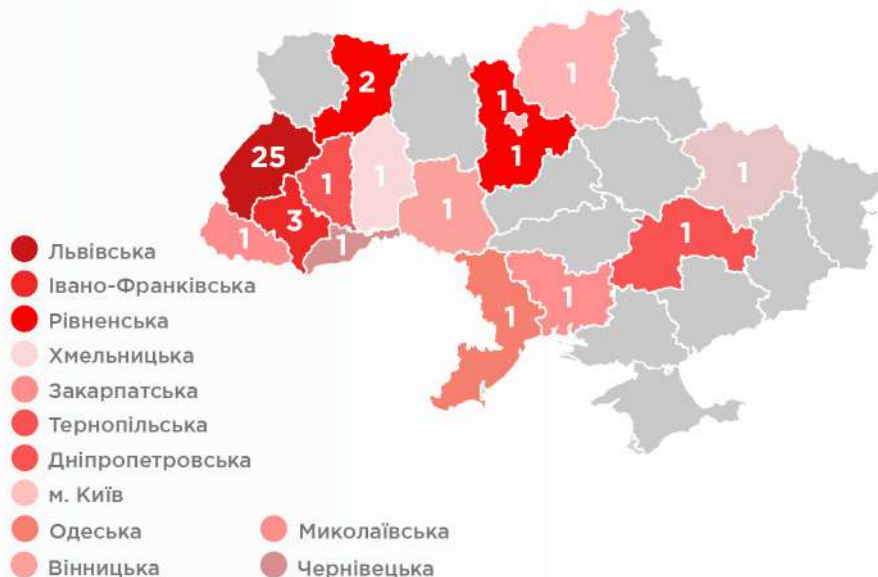 2
1
1
1
25
1
1
1
3
1
1
1
1
1
1
Львівська
Івано-Франківська
Рівненська
Хмельницька
Закарпатська
Тернопільська
Дніпропетровська
м. Київ
Одеська
Вінницька
Миколаївська
Чернівецька